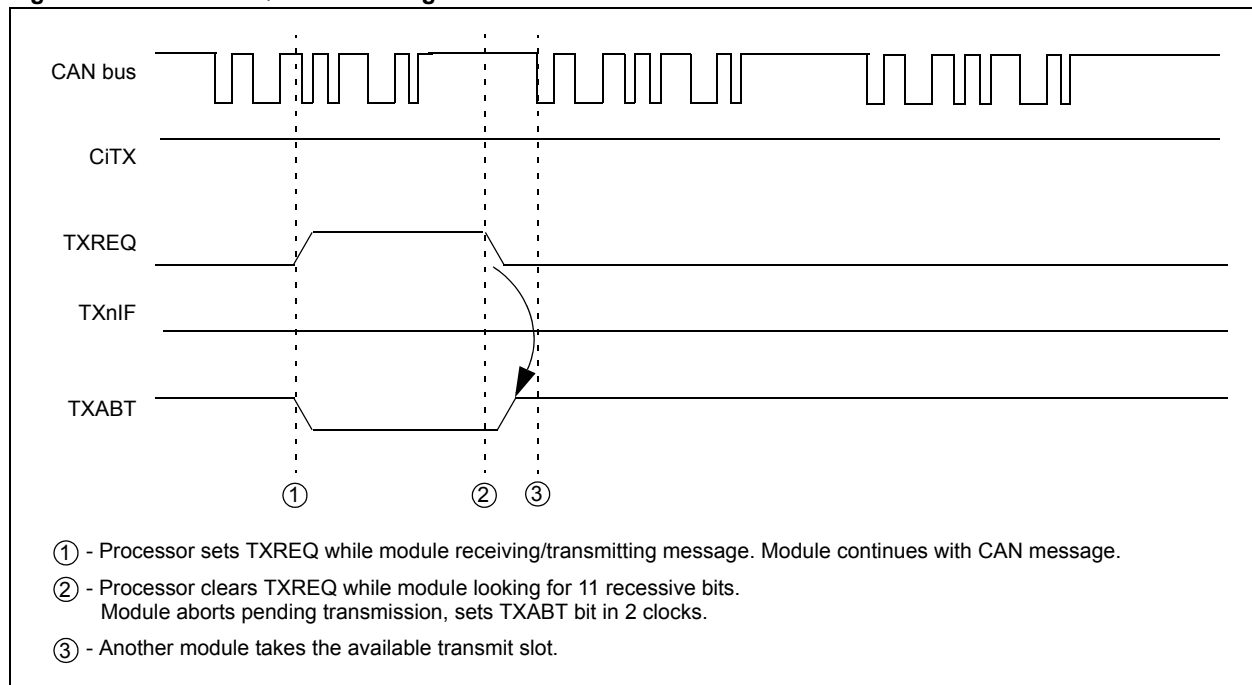 CAN bus
CiTX
TXREQ
TXnIF
TXABT
1 2 3
1 - Processor sets TXREQ while module receiving/transmitting message. Module continues with CAN message.
2 - Processor clears TXREQ while module looking for 11 recessive bits.
Module aborts pending transmission, sets TXABT bit in 2 clocks.
3 - Another module takes the available transmit slot.